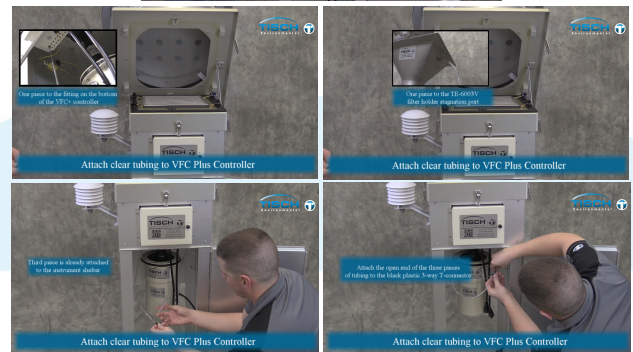 TISCH
Environmental
One piece to the fitting on the bottom
of the VFC+ controller
TISCH
Attach clear tubing to VFC Plus Controller
TISCH
Environmental
One piece to the TE-6003V
filter holder stagnation port
TISCH
Attach clear tubing to VFC Plus Controller
TISCH
Environmental
TISCH
Third piece is already attached
to the instrument shelter
Attach clear tubing to VFC Plus Controller
TISCH
Environmental
TISCH
Attach the open end of the three pieces
of tubing to the black plastic 3-way T-connector
Attach clear tubing to VFC Plus Controller